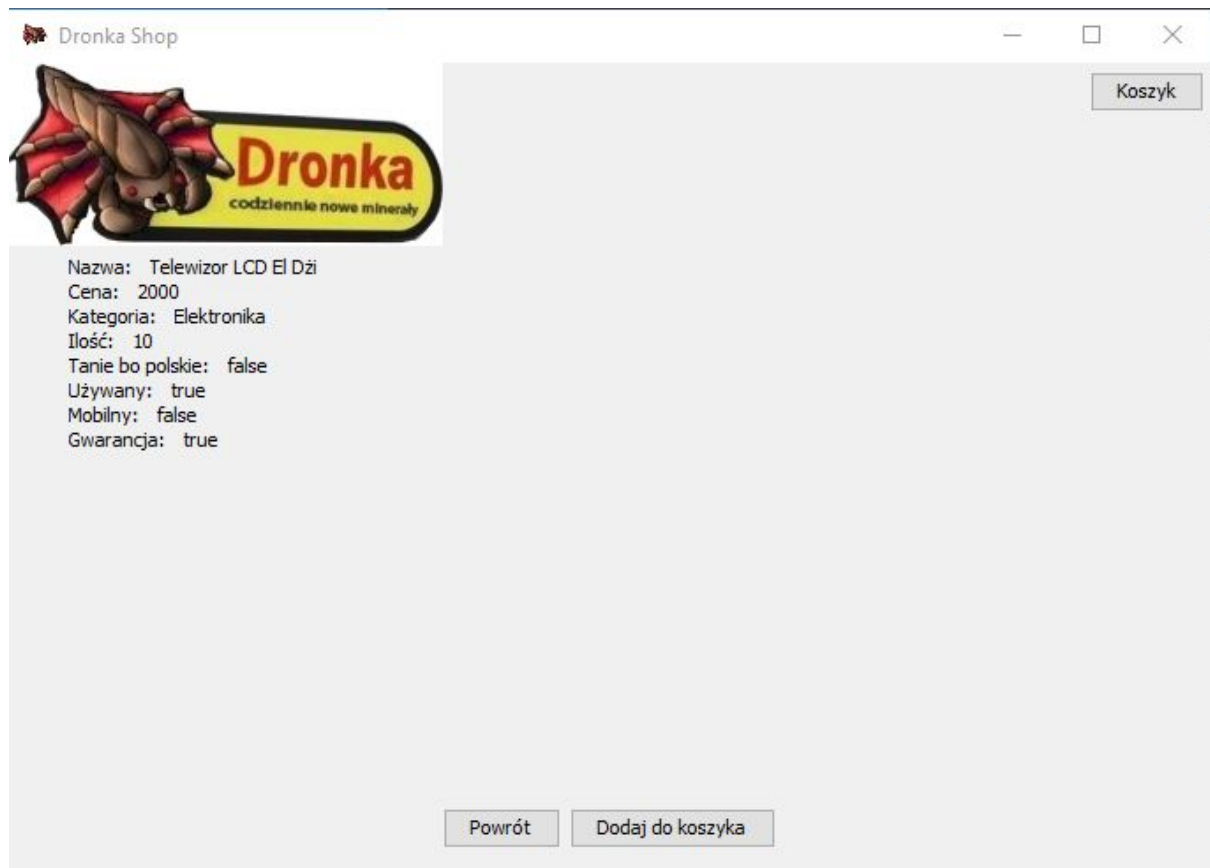 Dronka Shop
Koszyk
Dronka
codziennie nowe minerały
Nazwa: Telewizor LCD El Dżi
Cena: 2000
Kategoria: Elektronika
Ilość: 10
Tanie bo polskie: false
Używany: true
Mobilny: false
Gwarancja: true
Powrót
Dodaj do koszyka